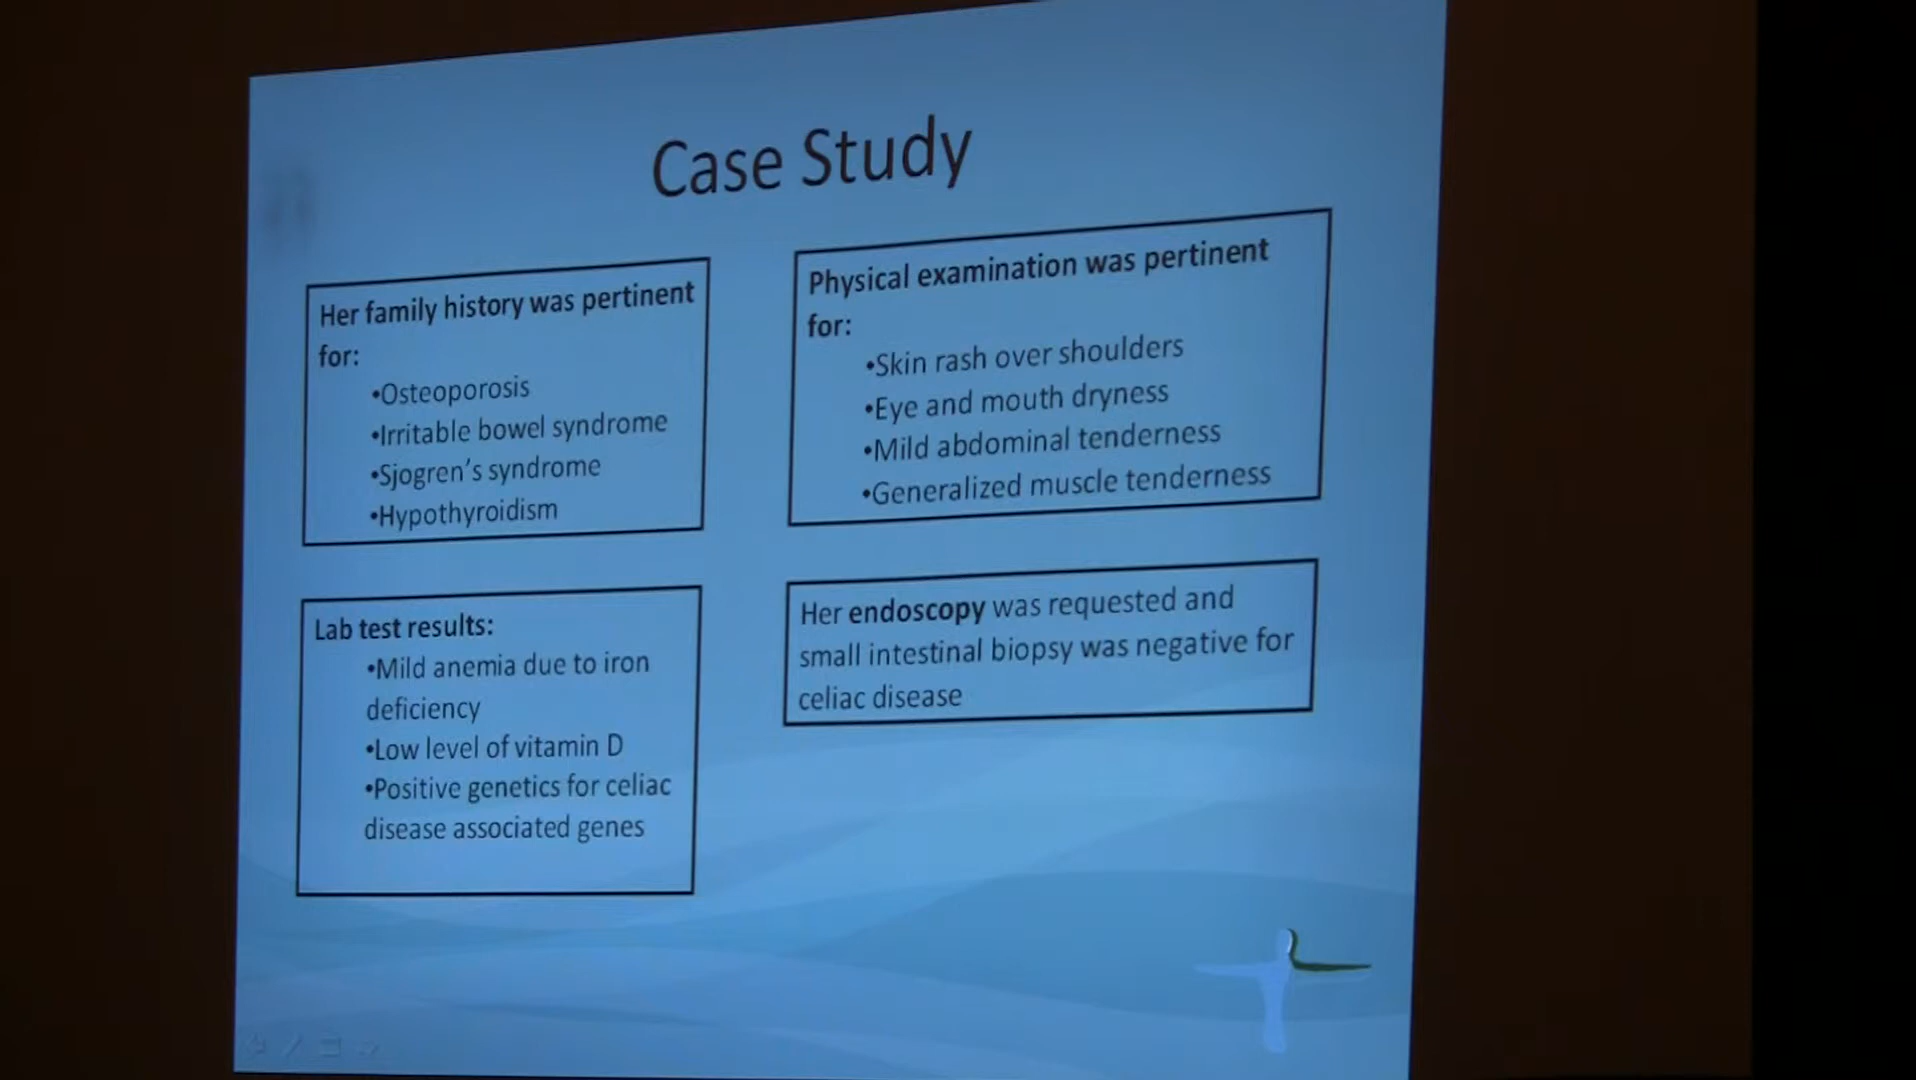 Case Study
Her family history was pertinent
for:
•Osteoporosis
•Irritable bowel syndrome
•Sjogren's syndrome
•Hypothyroidism
Physical examination was pertinent
for:
•Skin rash over shoulders
•Eye and mouth dryness
•Mild abdominal tenderness
•Generalized muscle tenderness
Lab test results:
•Mild anemia due to iron
deficiency
•Low level of vitamin D
•Positive genetics for celiac
disease associated genes
Her endoscopy was requested and
small intestinal biopsy was negative for
celiac disease